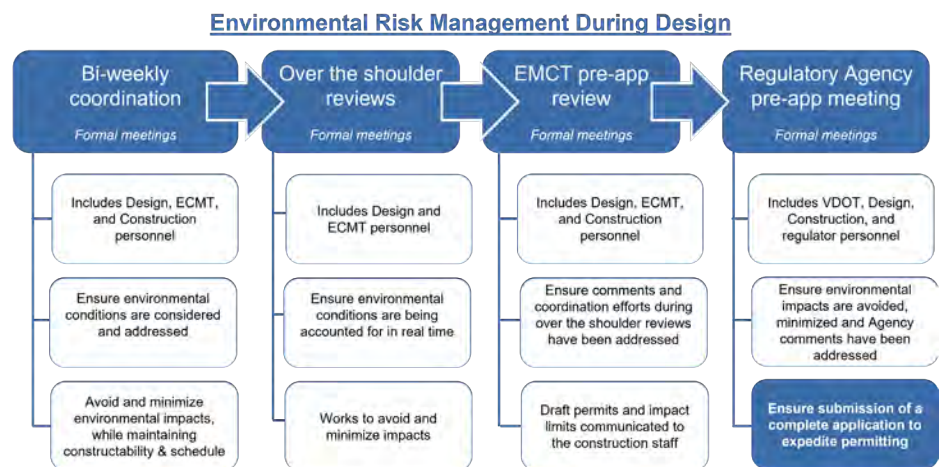 Environmental Risk Management During Design
Bi-weekly
coordination
Formal meetings
Includes Design, ECMT,
and Construction
personnel
Ensure environmental
conditions are considered
and addressed
Avoid and minimize
environmental impacts,
while maintaining
constructability & schedule
Over the shoulder
reviews
Formal meetings
Includes Design and
ECMT personnel
Ensure environmental
conditions are being
accounted for in real time
Works to avoid and
minimize impacts
EMCT pre-app
review
Formal meetings
Includes Design, ECMT,
and Construction
personnel
Ensure comments and
coordination efforts during
over the shoulder reviews
have been addressed
Draft permits and impact
limits communicated to
the construction staff
Regulatory Agency
pre-app meeting
Formal meetings
Includes VDOT, Design,
Construction, and
regulator personnel
Ensure environmental
impacts are avoided,
minimized and Agency
comments have been
addressed
Ensure submission of a
complete application to
expedite permitting